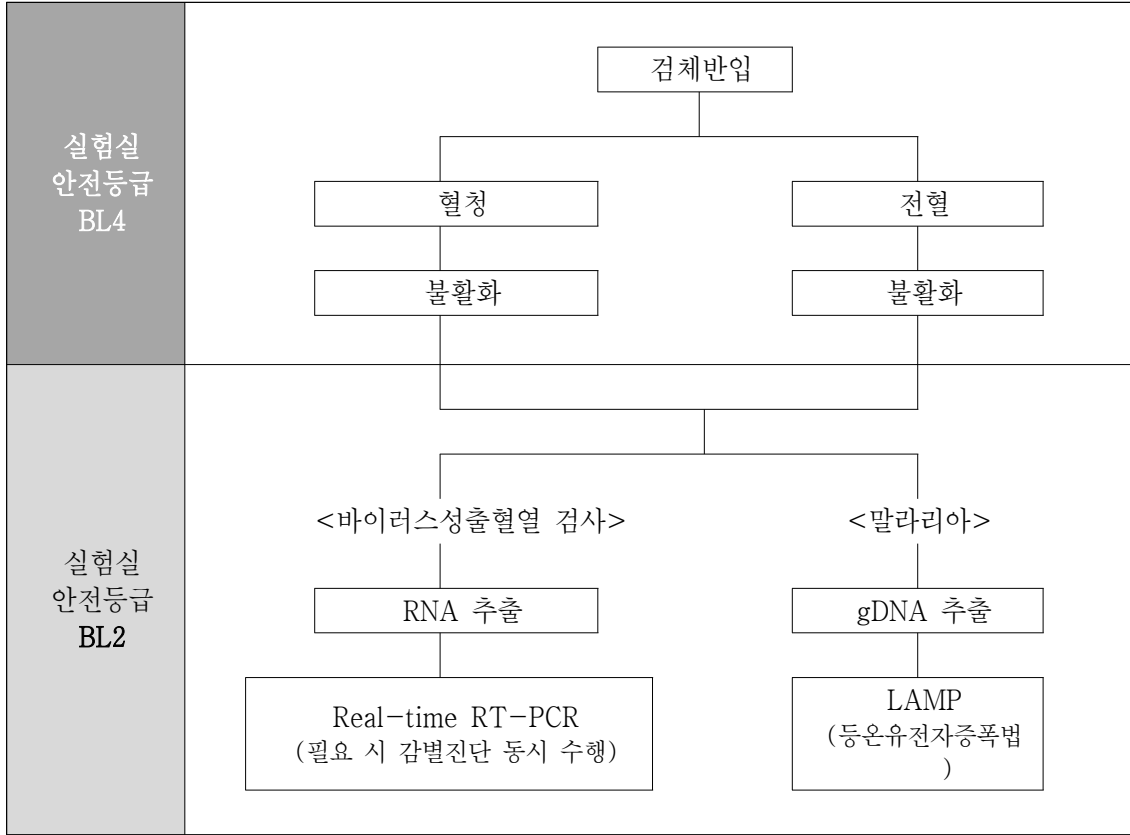 실험실
안전등급
BL4
검체반입
혈청
전혈
불활화
불활화
실험실
안전등급
BL2
<바이러스성출혈열 검사>
<말라리아>
RNA 추출
gDNA 추출
Real-time RT-PCR
(필요 시 감별진단 동시 수행)
LAMP
(등온유전자증폭법
)